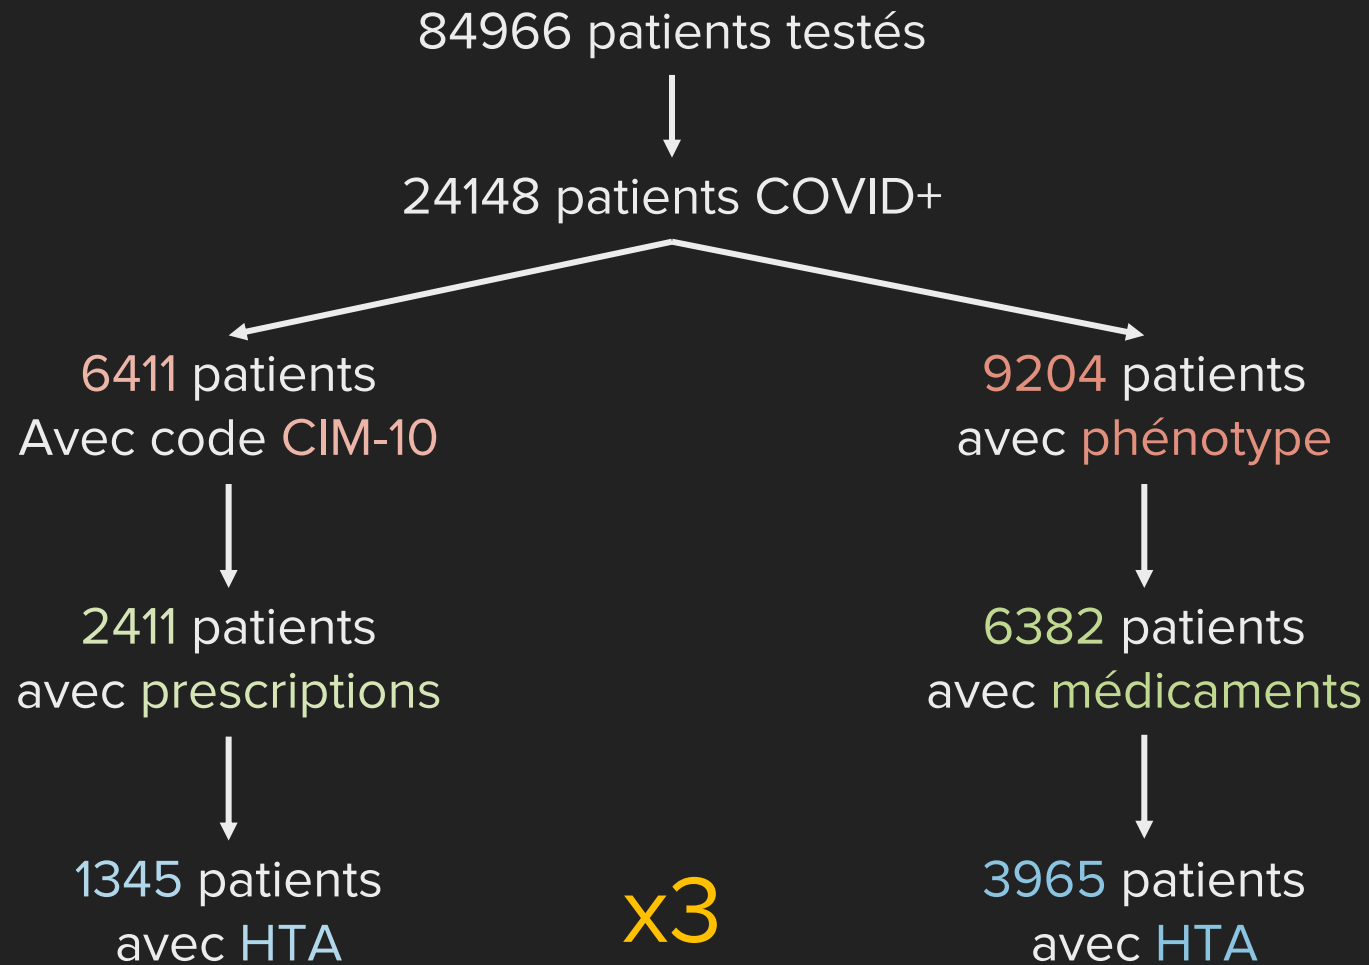 84966 patients testés
24148 patients COVID+
6411 patients
Avec code CIM-10
9204 patients
avec phénotype
2411 patients
avec prescriptions
6382 patients
avec médicaments
1345 patients
avec HTA
x3
3965 patients
avec HTA